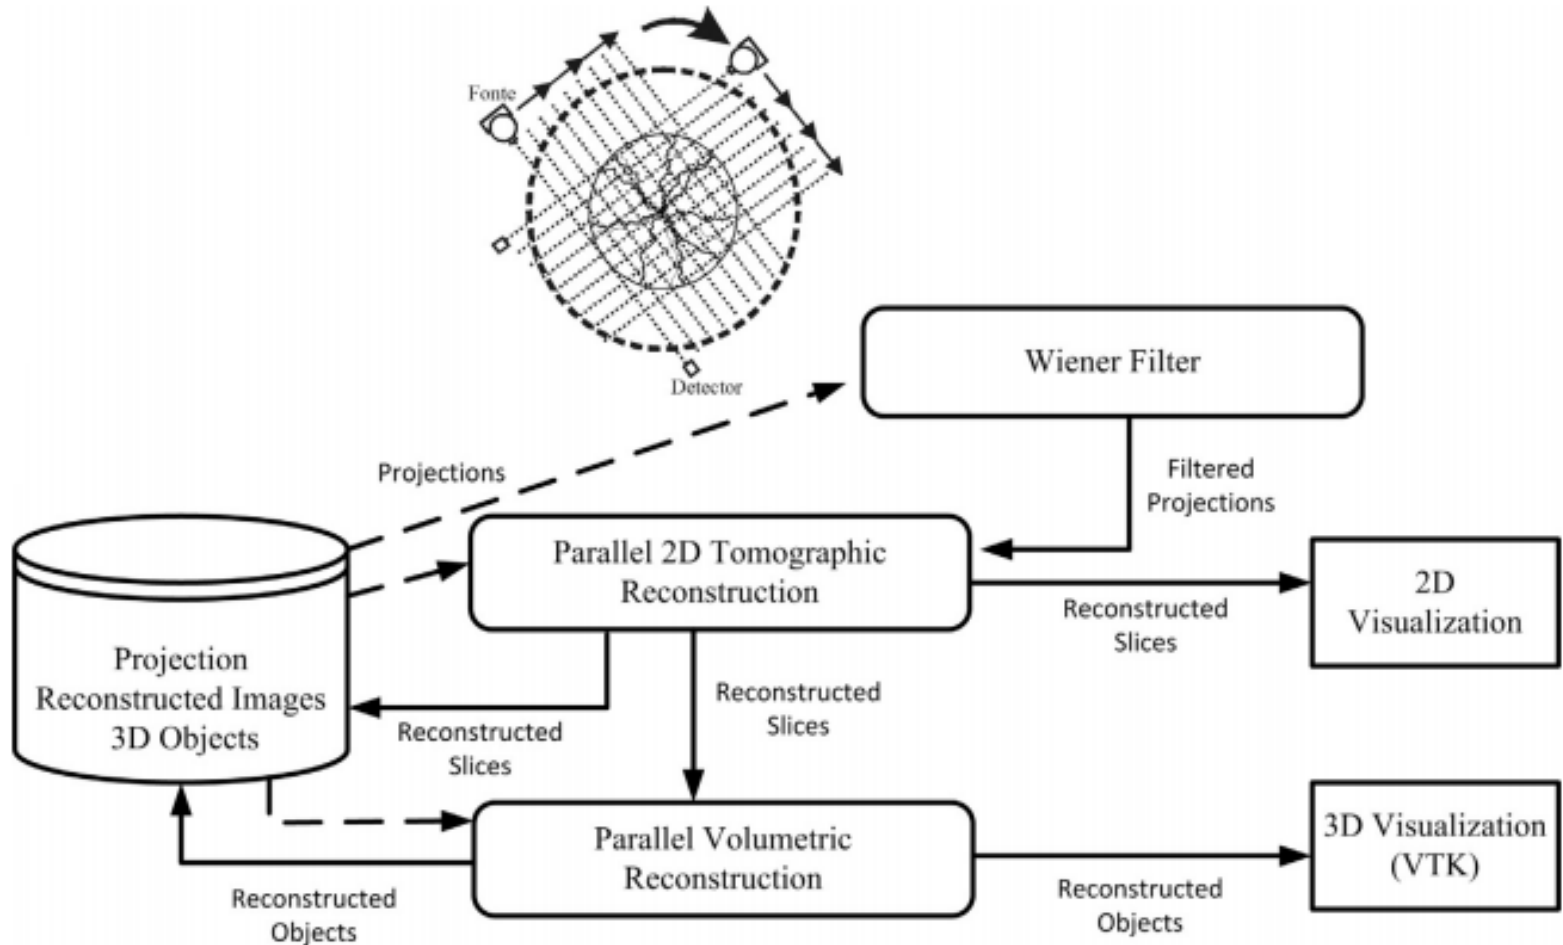 Fonte
Detector
Wiener Filter
Projections
Filtered
Projections
Parallel 2D Tomographic
Reconstruction
2D
Visualization
Reconstructed
Slices
Projection
Reconstructed Images
3D Objects
Reconstructed
Slices
Reconstructed
Slices
Parallel Volumetric
Reconstruction
3D Visualization
(VTK)
Reconstructed
Objects
Reconstructed
Objects